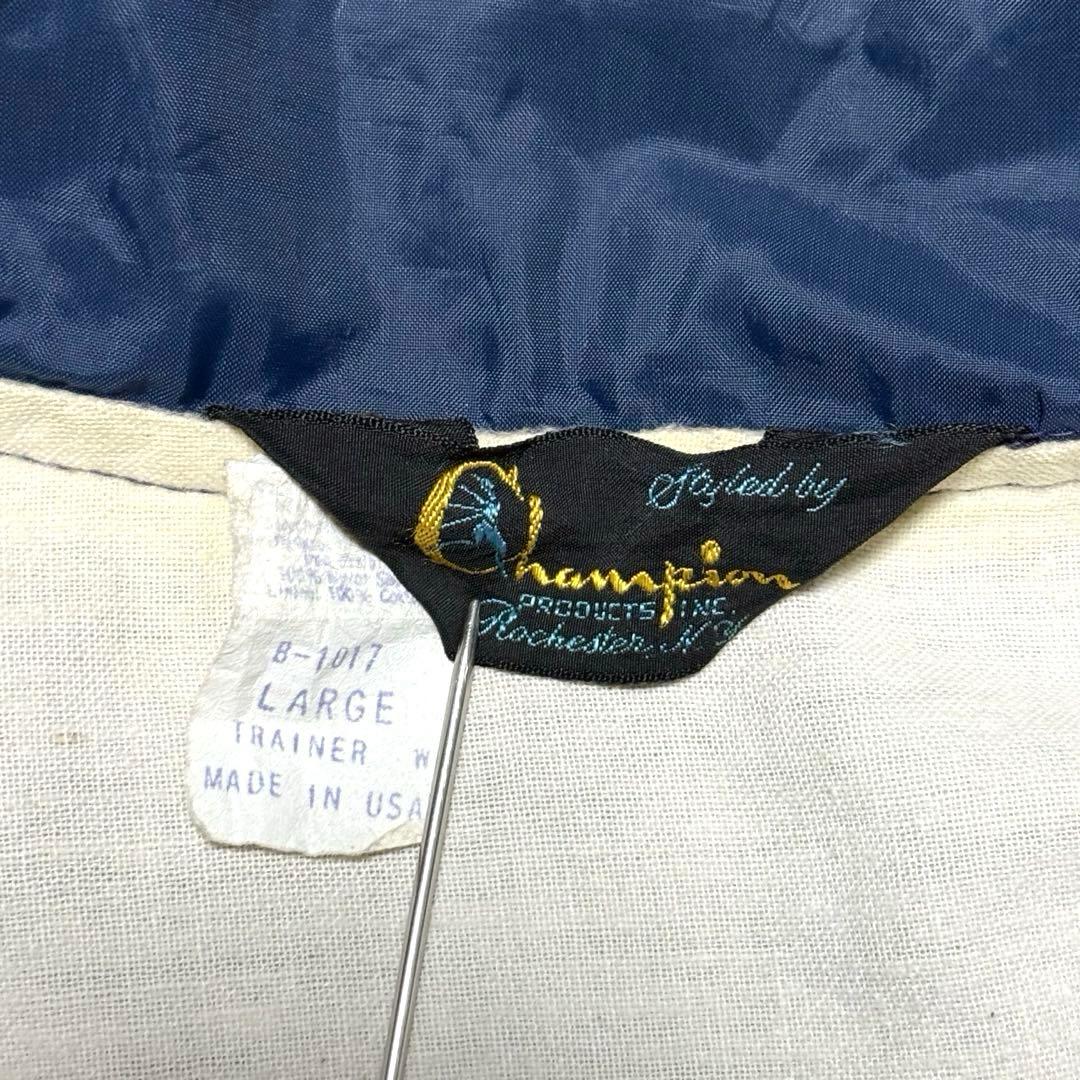 Styled by
Champion
PRODUCTS, INC.
Rochester, N.
B-1017
LARGE
TRAINER W
MADE IN USA